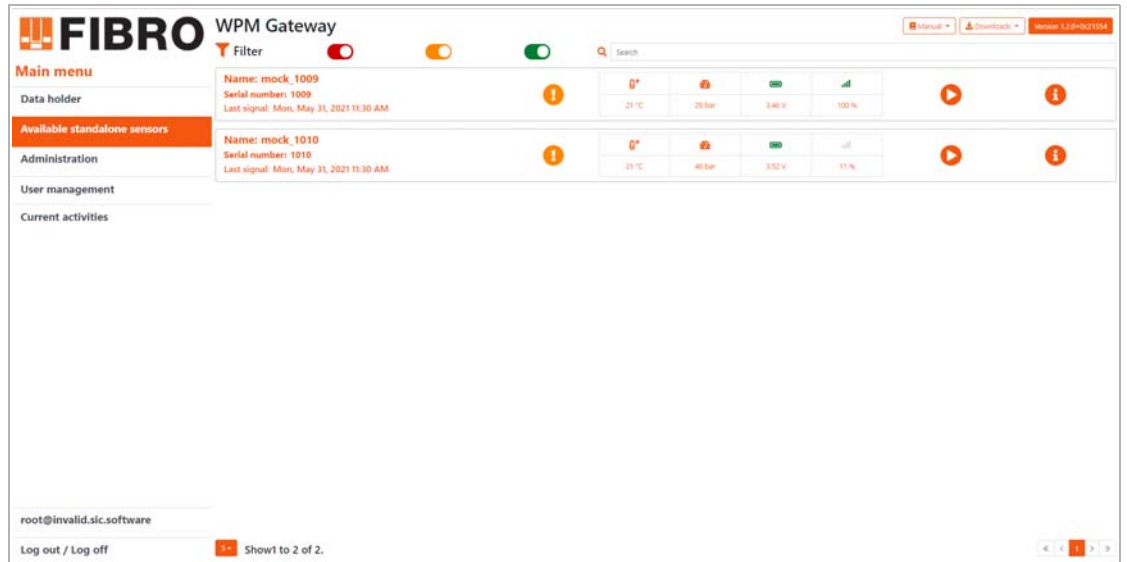 FIBRO
WPM Gateway
Manual
Downloads
Version 1.2.0+0c21554
Filter
Search
Main menu
Data holder
Available standalone sensors
Administration
User management
Current activities
Name: mock_1009
Serial number: 1009
Last signal: Mon, May 31, 2021 11:30 AM
21 °C
20 bar
3.46 V
100 %
Name: mock_1010
Serial number: 1010
Last signal: Mon, May 31, 2021 11:30 AM
21 °C
40 bar
3.52 V
11 %
root@invalid.sic.software
Log out / Log off
5
Show1 to 2 of 2.
« < 1 > »